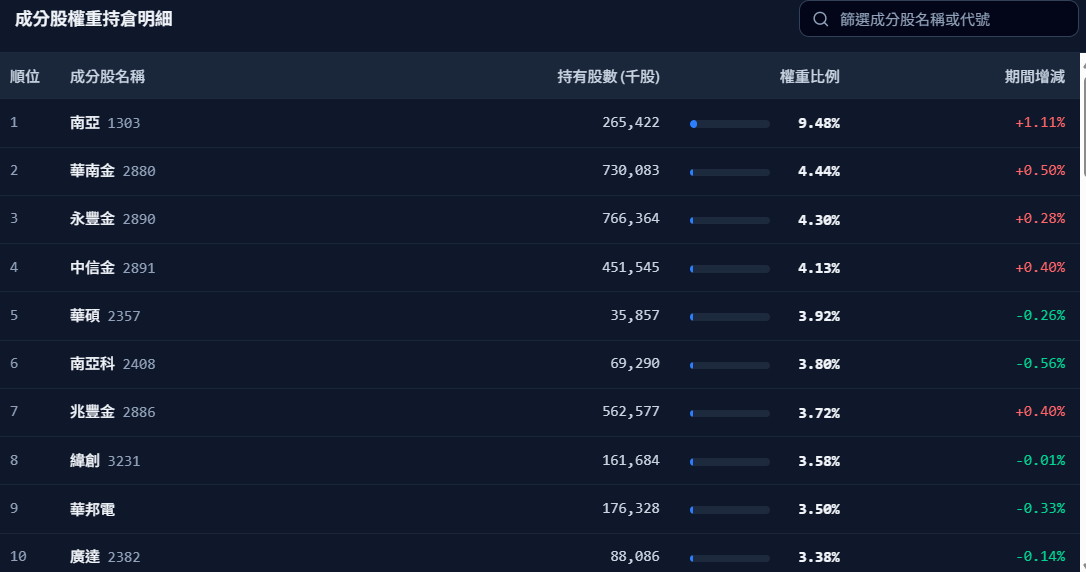 成分股權重持倉明細
篩選成分股名稱或代號
順位 成分股名稱 持有股數 (千股) 權重比例 期間增減
1 南亞 1303 265,422 9.48% +1.11%
2 華南金 2880 730,083 4.44% +0.50%
3 永豐金 2890 766,364 4.30% +0.28%
4 中信金 2891 451,545 4.13% +0.40%
5 華碩 2357 35,857 3.92% -0.26%
6 南亞科 2408 69,290 3.80% -0.56%
7 兆豐金 2886 562,577 3.72% +0.40%
8 緯創 3231 161,684 3.58% -0.01%
9 華邦電 176,328 3.50% -0.33%
10 廣達 2382 88,086 3.38% -0.14%